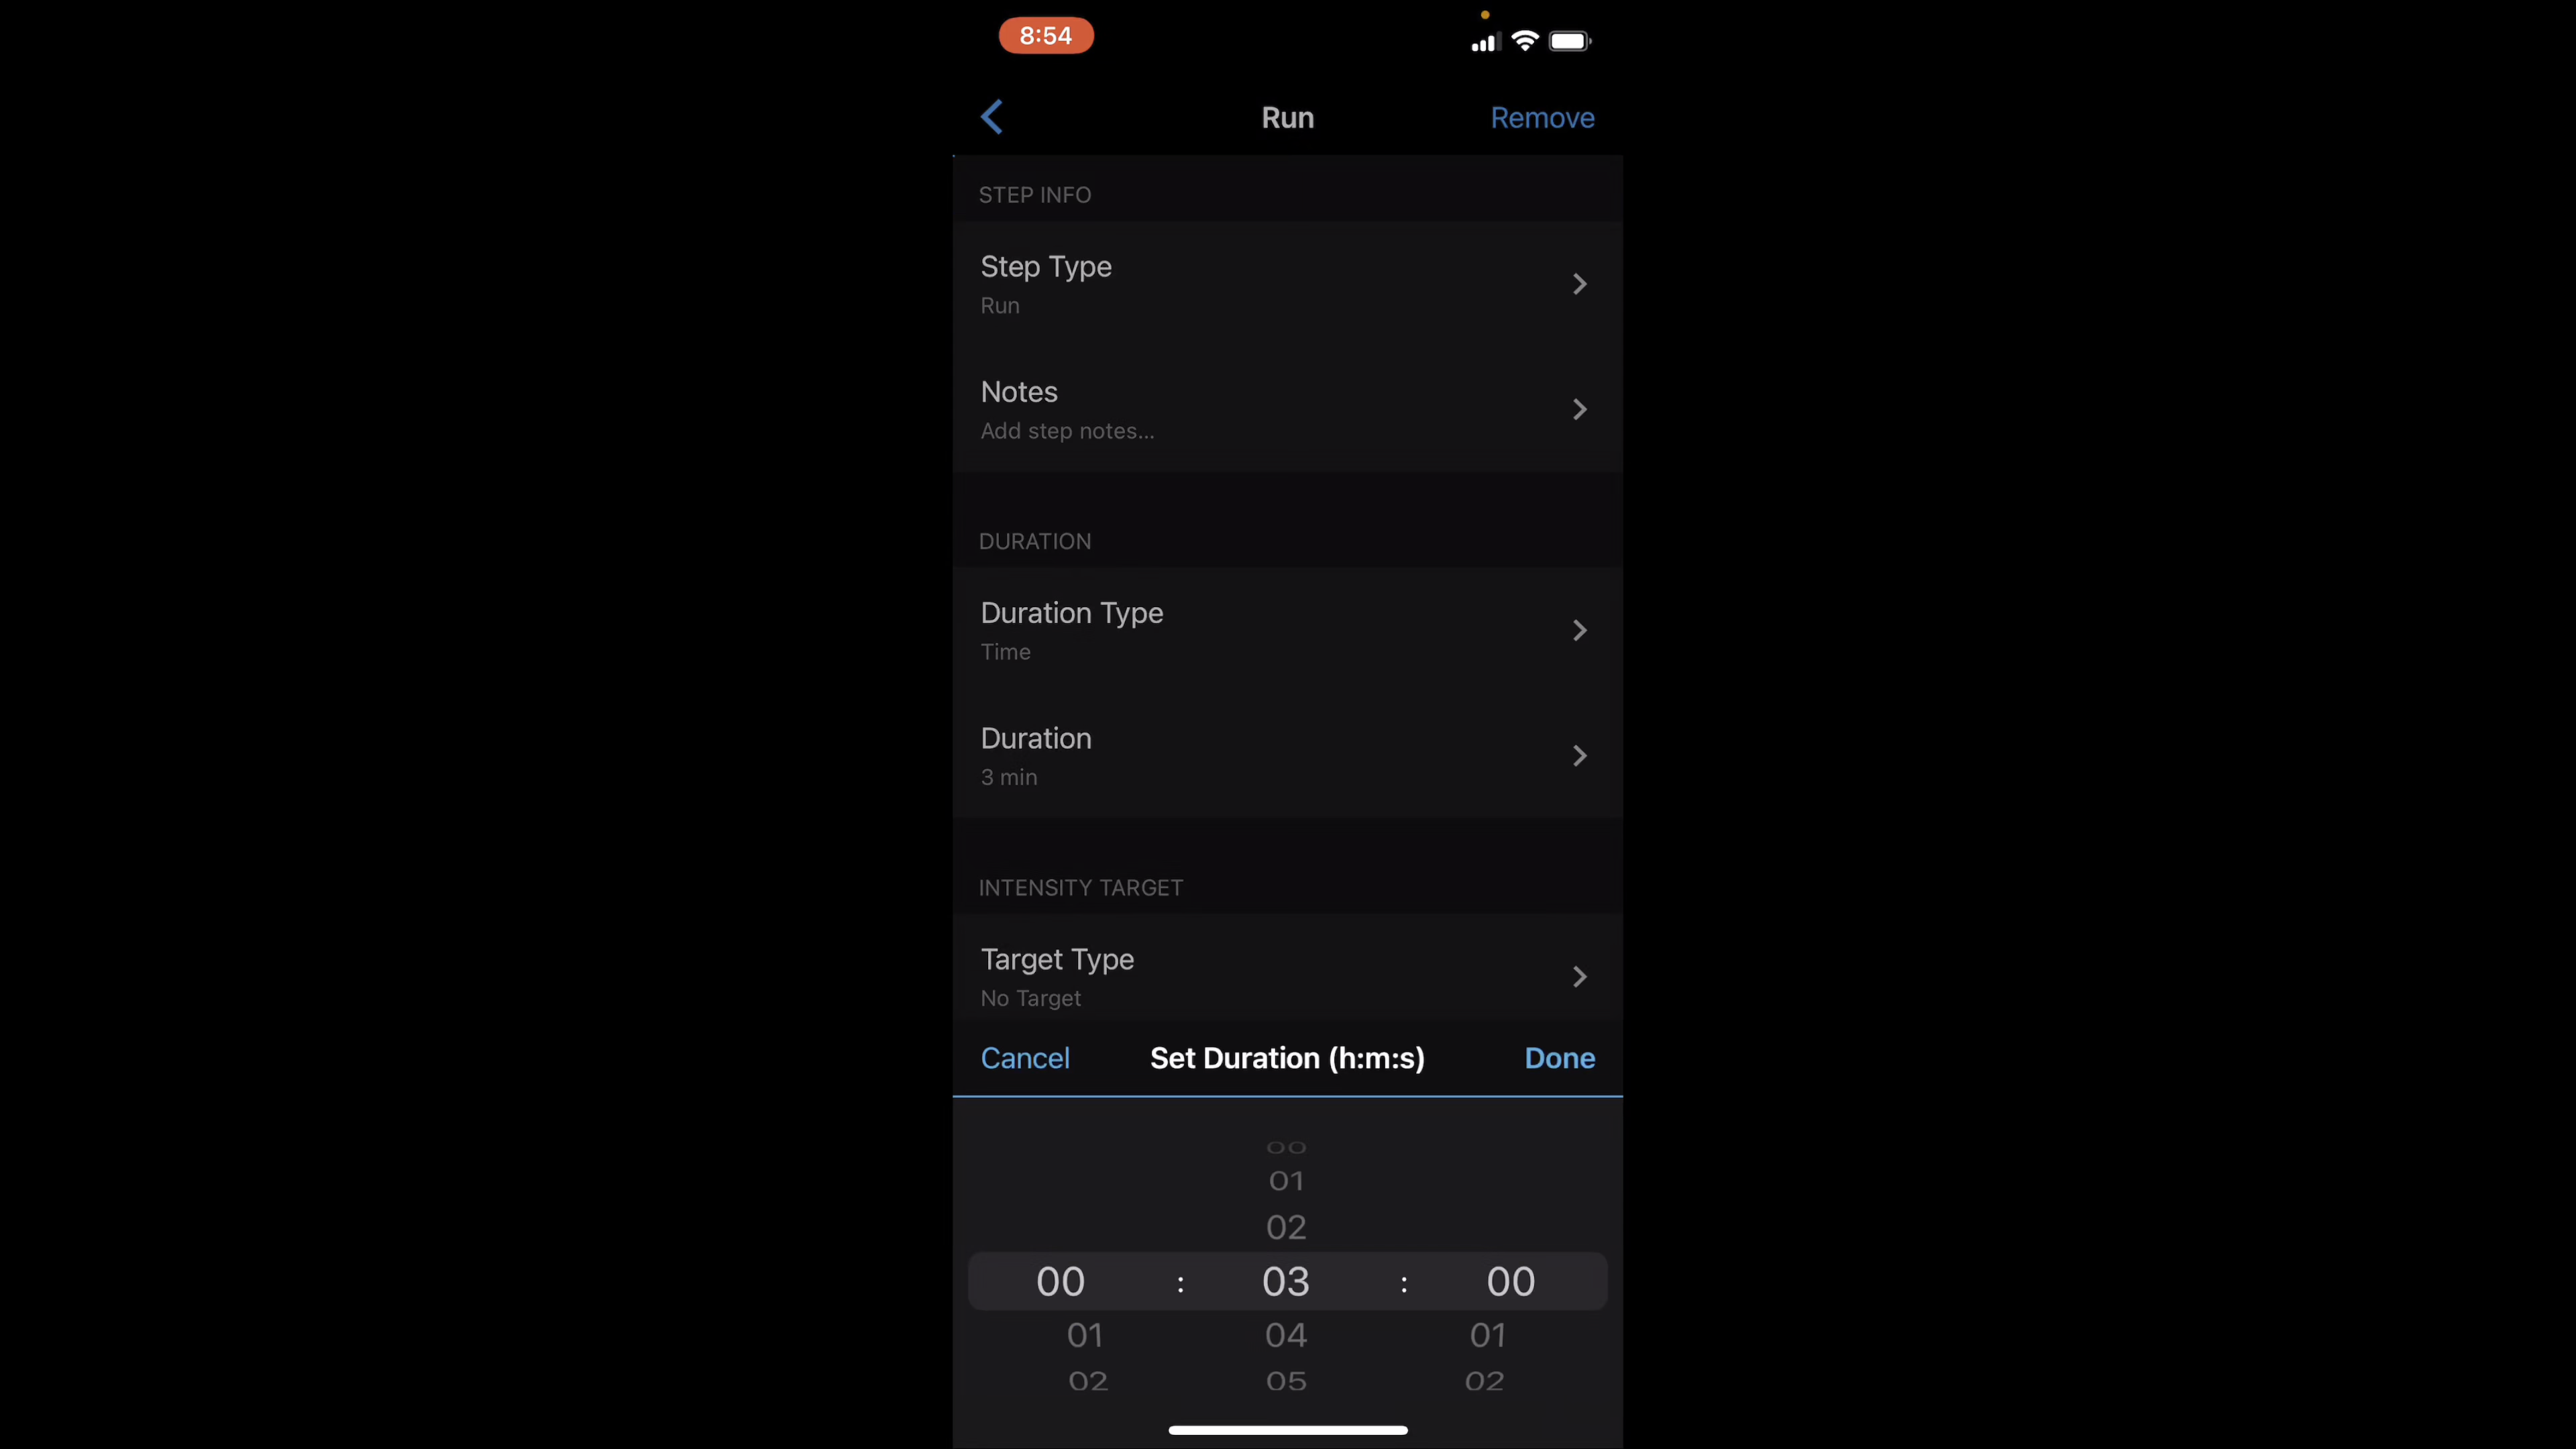 8:54
Run
Remove
STEP INFO
Step Type
Run
Notes
Add step notes...
DURATION
Duration Type
Time
Duration
3 min
INTENSITY TARGET
Target Type
No Target
Cancel Set Duration (h:m:s) Done
00
01
02
00 : 03 : 00
01 04 01
02 05 02